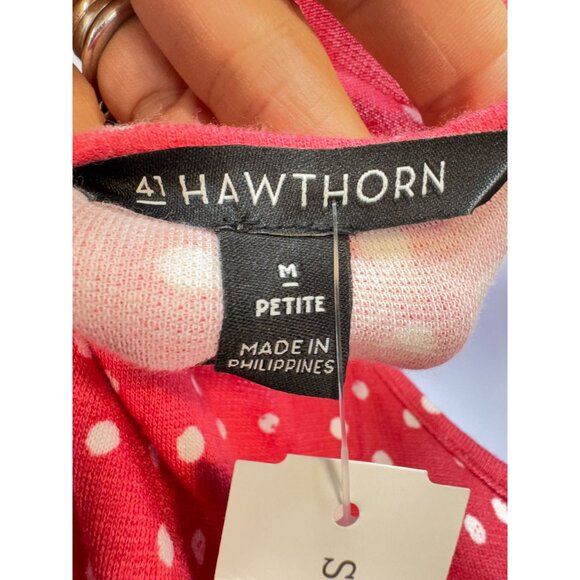 41 HAWTHORN
M
PETITE
MADE IN
PHILIPPINES
S